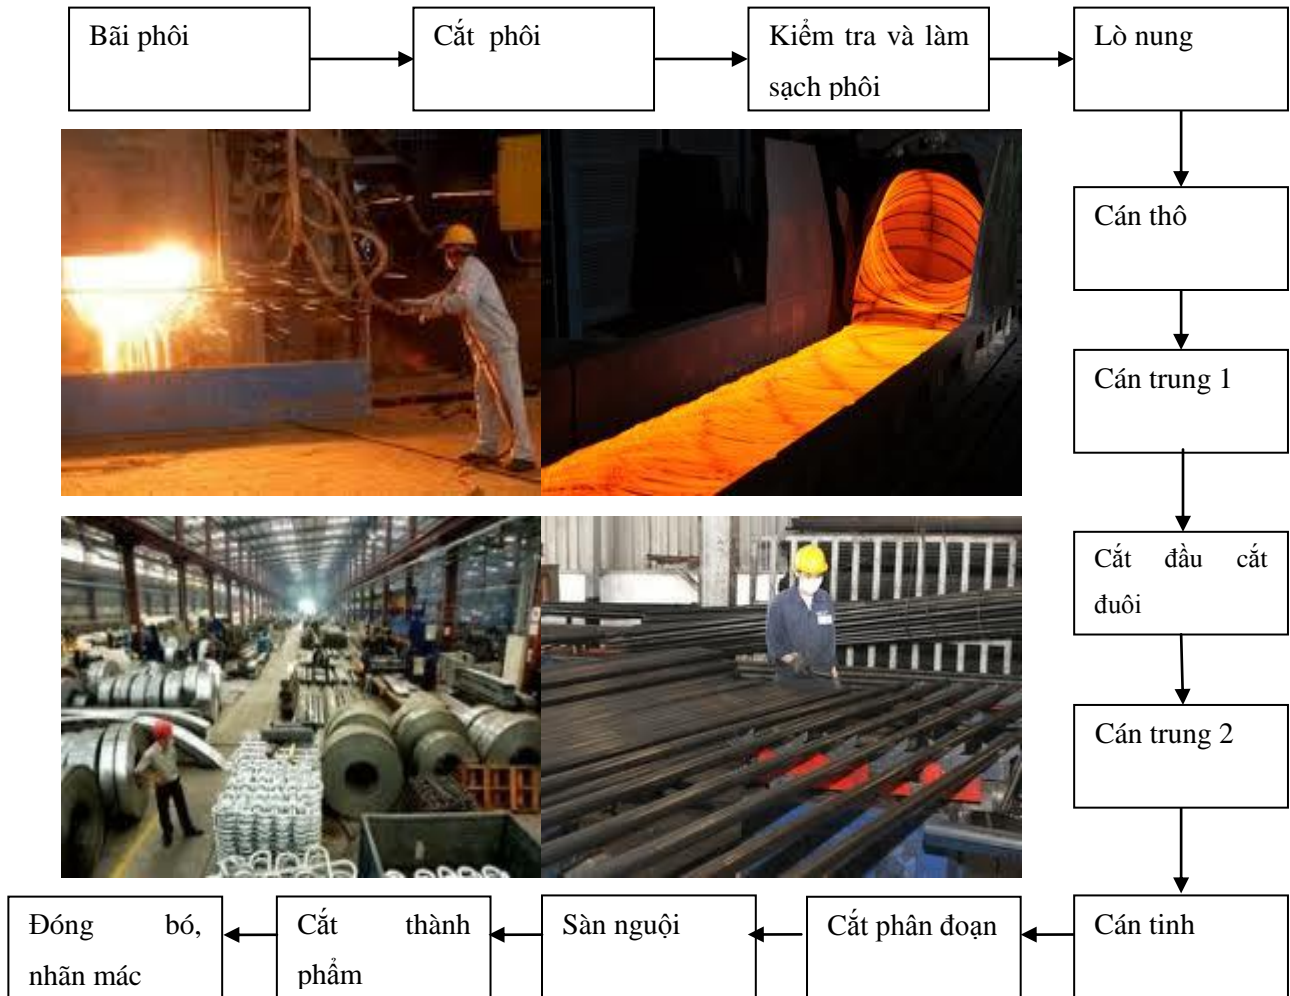 Bãi phôi
Cắt phôi
Kiểm tra và làm
sạch phôi
Lò nung
Cán thô
Cán trung 1
Cắt đầu cắt
đuôi
Cán trung 2
Cán tinh
Cắt phân đoạn
Sàn nguội
Cắt thành
phẩm
Đóng bó,
nhãn mác